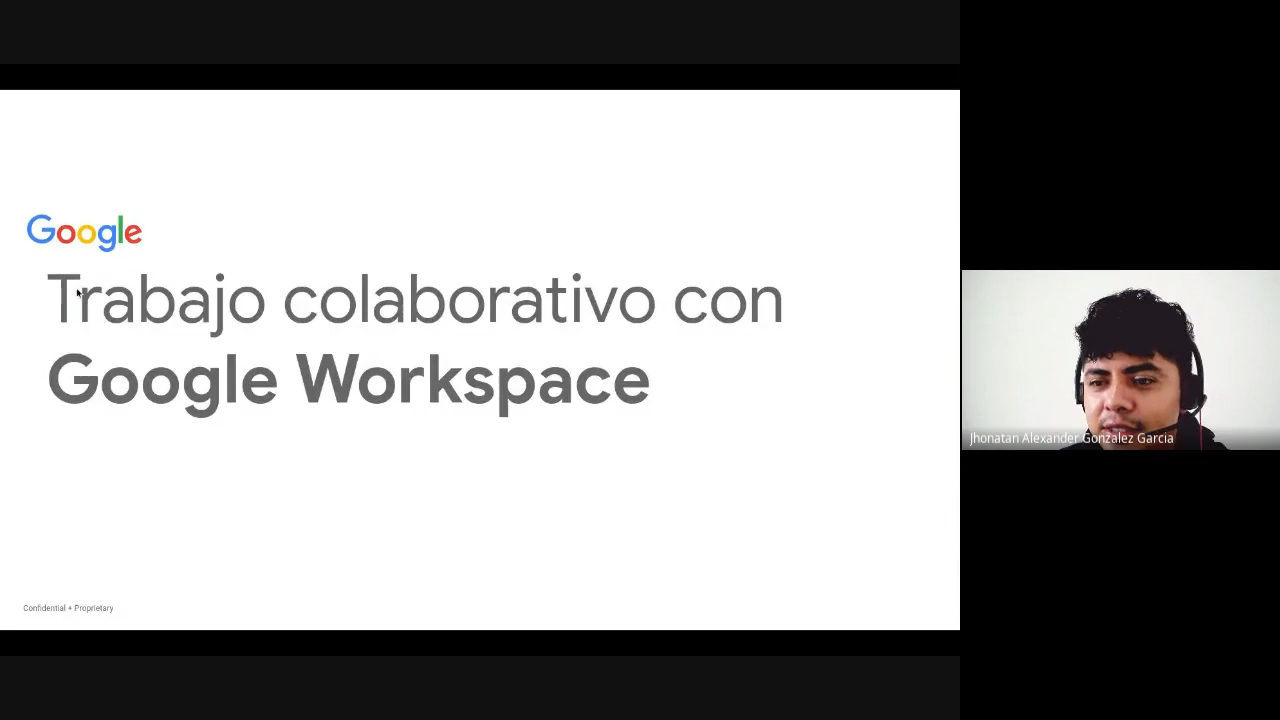 Google
Trabajo colaborativo con
Google Workspace
Confidential + Proprietary
Jhonatan Alexander Gonzalez Garcia